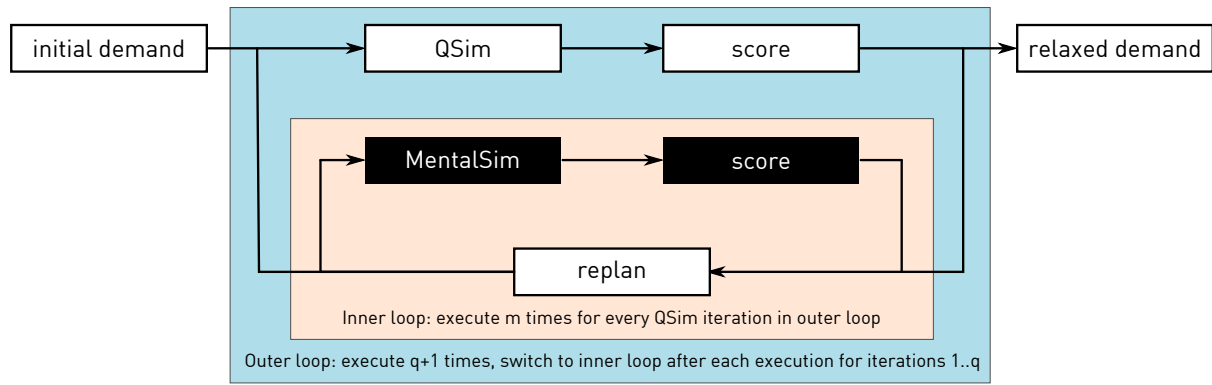 initial demand
QSim
score
relaxed demand
MentalSim
score
replan
Inner loop: execute m times for every QSim iteration in outer loop
Outer loop: execute q+1 times, switch to inner loop after each execution for iterations 1..q